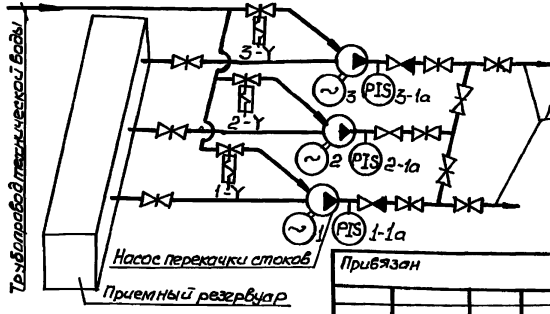 Трубопровод технической воды
3-Y
3
PIS
3-1а
2-Y
2
PIS
2-1а
1-Y
1
PIS
1-1а
Насос перекачки стоков
Приемный резервуар
Привязан